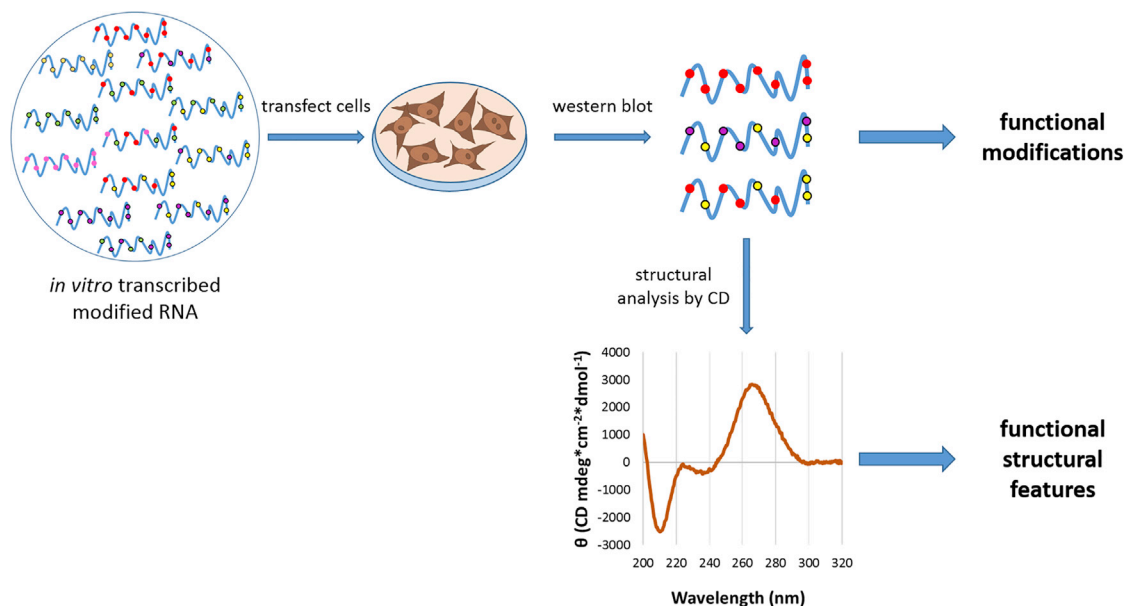 transfect cells
western blot
functional
modifications
in vitro transcribed
modified RNA
structural
analysis by CD
θ (CD mdeg*cm⁻²*dmol⁻¹)
4000
3000
2000
1000
0
-1000
-2000
-3000
200 220 240 260 280 300 320
Wavelength (nm)
functional
structural
features